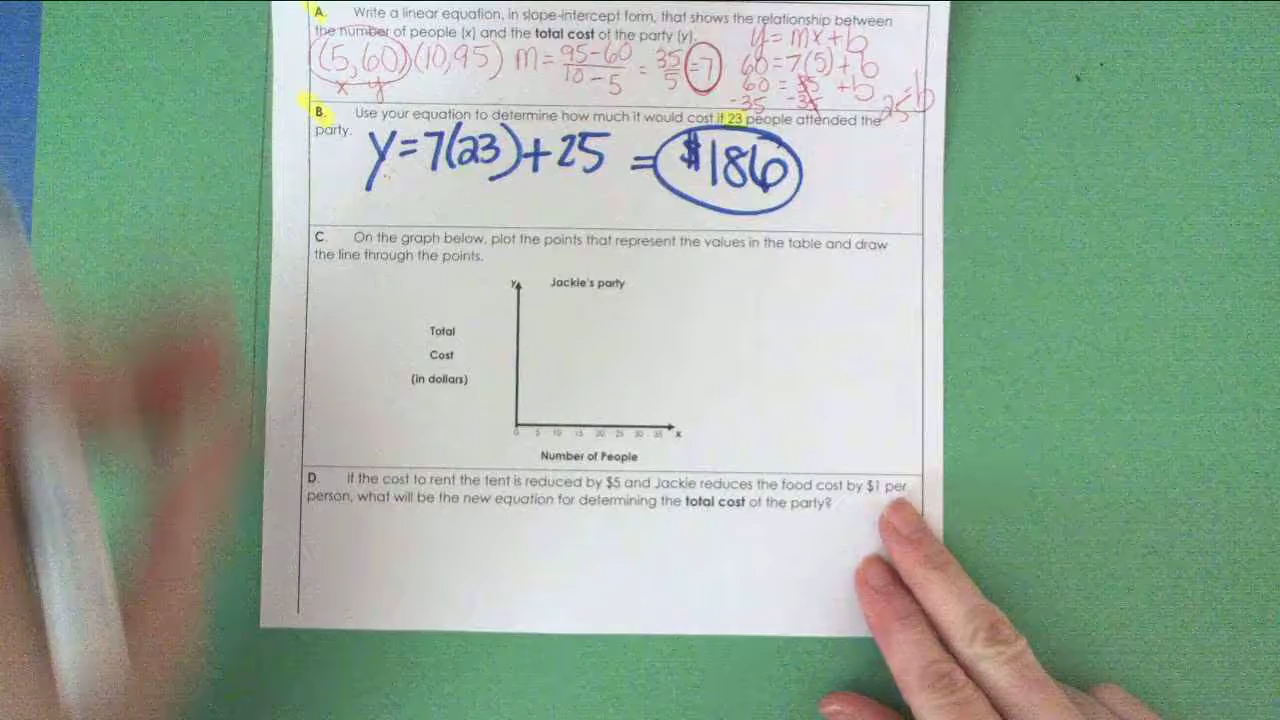 A. Write a linear equation, in slope-intercept form, that shows the relationship between
the number of people (x) and the total cost of the party (y).
y = mx + b
(5, 60) (10, 95) m = 95-60 / 10-5 = 35/5 = 7
x y
60 = 7(5) + b
60 = 35 + b
-35 -35
25 = b
B. Use your equation to determine how much it would cost if 23 people attended the
party.
y = 7(23) + 25 = $186
C. On the graph below, plot the points that represent the values in the table and draw
the line through the points.
y
Jackie's party
Total
Cost
(in dollars)
0 5 10 15 20 25 30 35 x
Number of People
D. If the cost to rent the tent is reduced by $5 and Jackie reduces the food cost by $1 per
person, what will be the new equation for determining the total cost of the party?